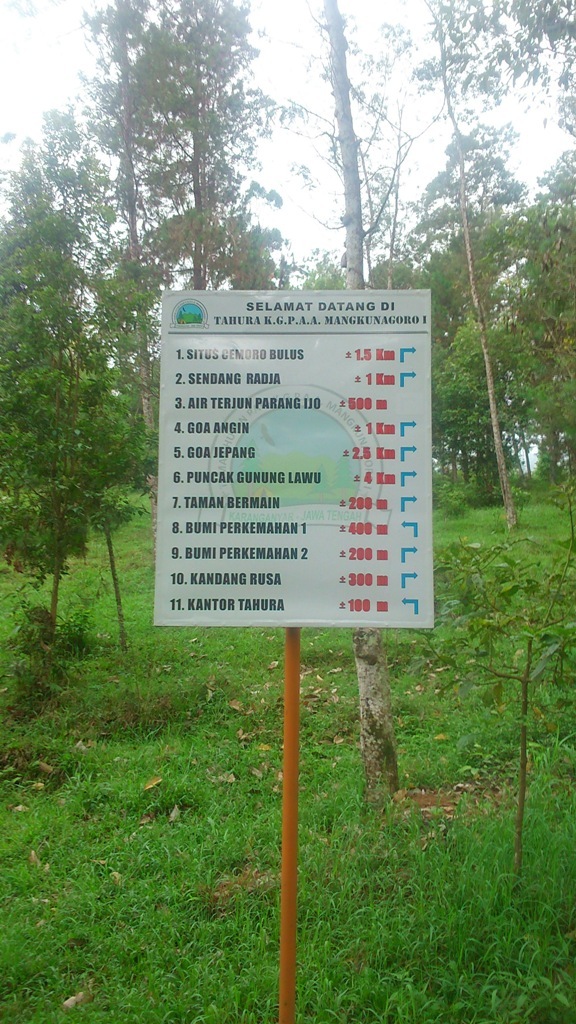 SELAMAT DATANG DI
TAHURA K.G.P.A.A. MANGKUNAGORO I
1. SITUS CEMORO BULUS ± 1.5 Km
2. SENDANG RADJA ± 1 Km
3. AIR TERJUN PARANG IJO ± 500 m
4. GOA ANGIN ± 1 Km
5. GOA JEPANG ± 2.5 Km
6. PUNCAK GUNUNG LAWU ± 4 Km
7. TAMAN BERMAIN ± 200 m
8. BUMI PERKEMAHAN 1 ± 400 m
9. BUMI PERKEMAHAN 2 ± 200 m
10. KANDANG RUSA ± 300 m
11. KANTOR TAHURA ± 100 m
KARANGANYAR - JAWA TENGAH